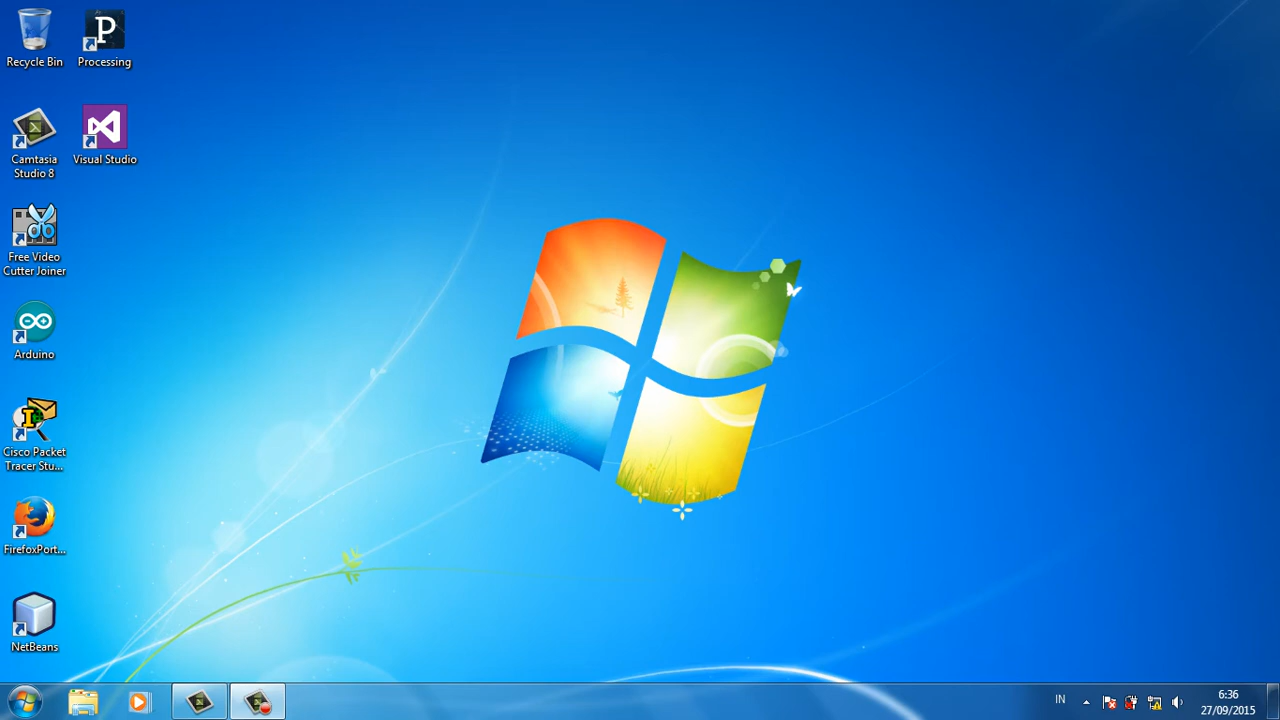 Recycle Bin
P
Processing
Camtasia
Studio 8
Visual Studio
Free Video
Cutter Joiner
Arduino
Cisco Packet
Tracer Stu...
FirefoxPort...
NetBeans
IN
6:36
27/09/2015